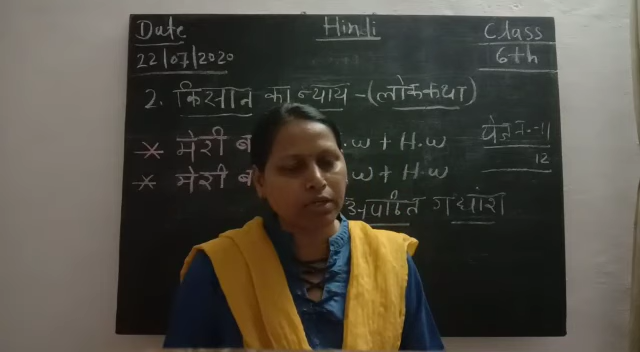 Date Hindi Class
22/07/2020 6th
2. किसान का न्याय - (लोककथा)
* मेरी ब .w + H.w पेज नं.-11
* मेरी ब w + H.w 12
अपठित गद्यांश